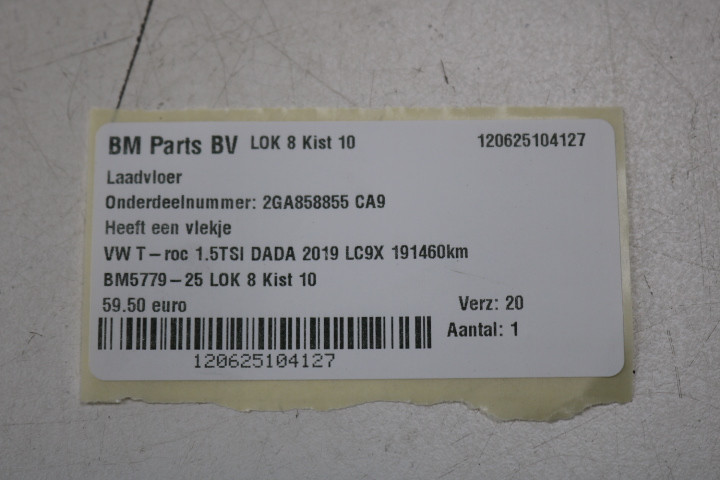 BM Parts BV LOK 8 Kist 10 120625104127
Laadvloer
Onderdeelnummer: 2GA858855 CA9
Heeft een vlekje
VW T-roc 1.5TSI DADA 2019 LC9X 191460km
BM5779-25 LOK 8 Kist 10
59.50 euro Verz: 20
Aantal: 1
120625104127